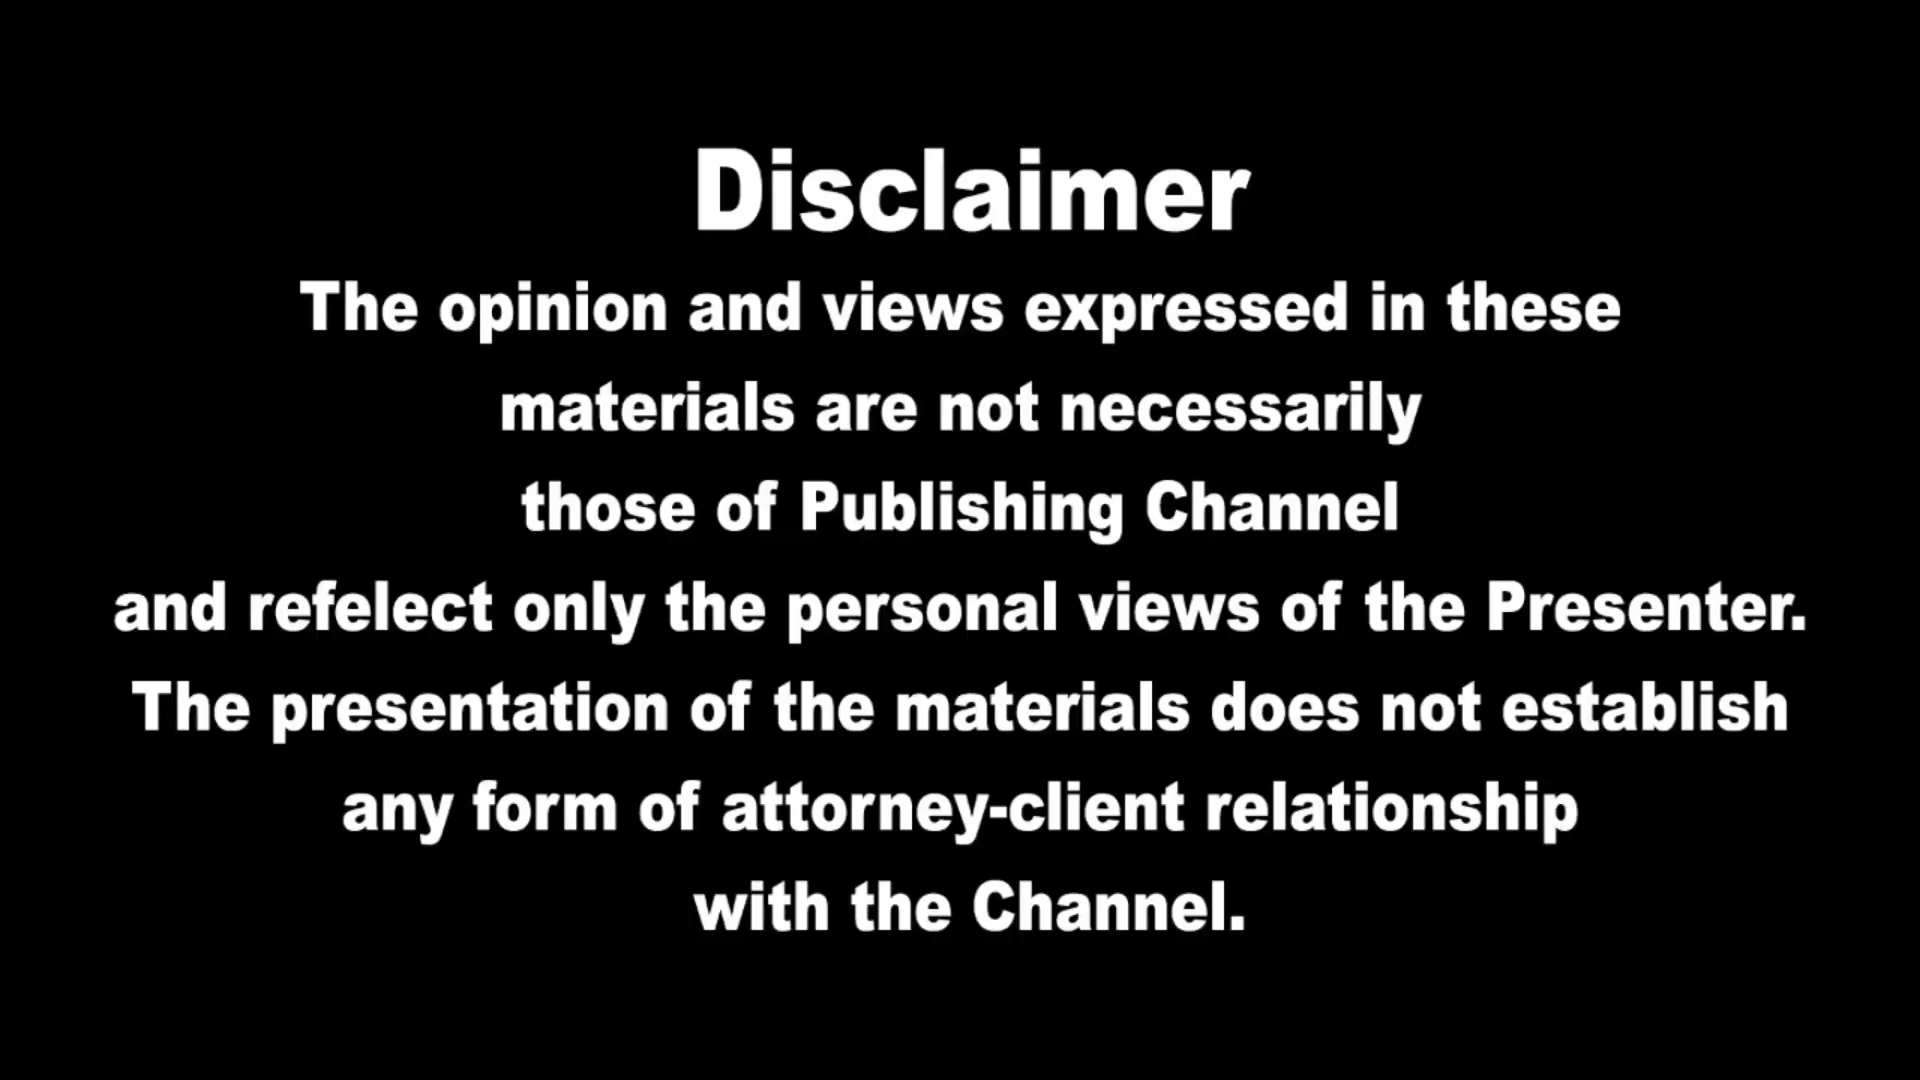 Disclaimer
The opinion and views expressed in these
materials are not necessarily
those of Publishing Channel
and refelect only the personal views of the Presenter.
The presentation of the materials does not establish
any form of attorney-client relationship
with the Channel.